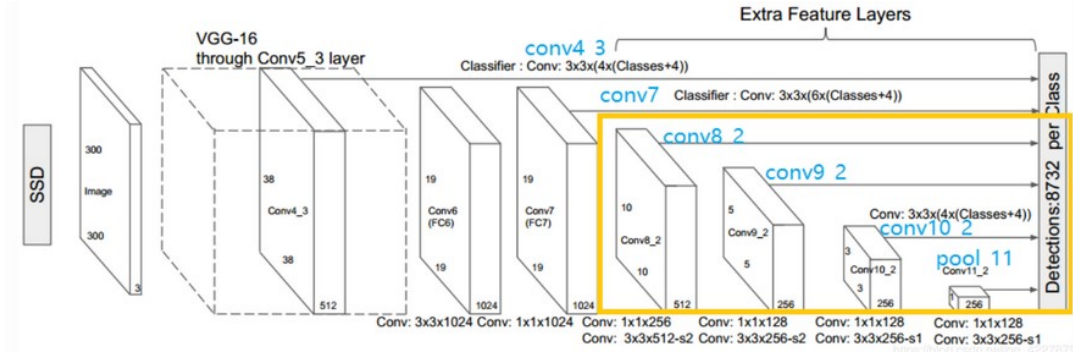 Extra Feature Layers
VGG-16
through Conv5_3 layer
conv4_3
Classifier : Conv: 3x3x(4x(Classes+4))
conv7
Classifier : Conv: 3x3x(6x(Classes+4))
conv8_2
conv9_2
Conv: 3x3x(4x(Classes+4))
conv10_2
pool_11
SSD
300
Image
300
3
38
Conv4_3
38
512
19
Conv6
(FC6)
19
1024
19
Conv7
(FC7)
19
1024
10
Conv8_2
10
512
5
Conv9_2
5
256
3
Conv10_2
3
256
Conv11_2
1
256
Detections:8732 per Class
Conv: 3x3x1024
Conv: 1x1x1024
Conv: 1x1x256
Conv: 3x3x512-s2
Conv: 1x1x128
Conv: 3x3x256-s2
Conv: 1x1x128
Conv: 3x3x256-s1
Conv: 1x1x128
Conv: 3x3x256-s1